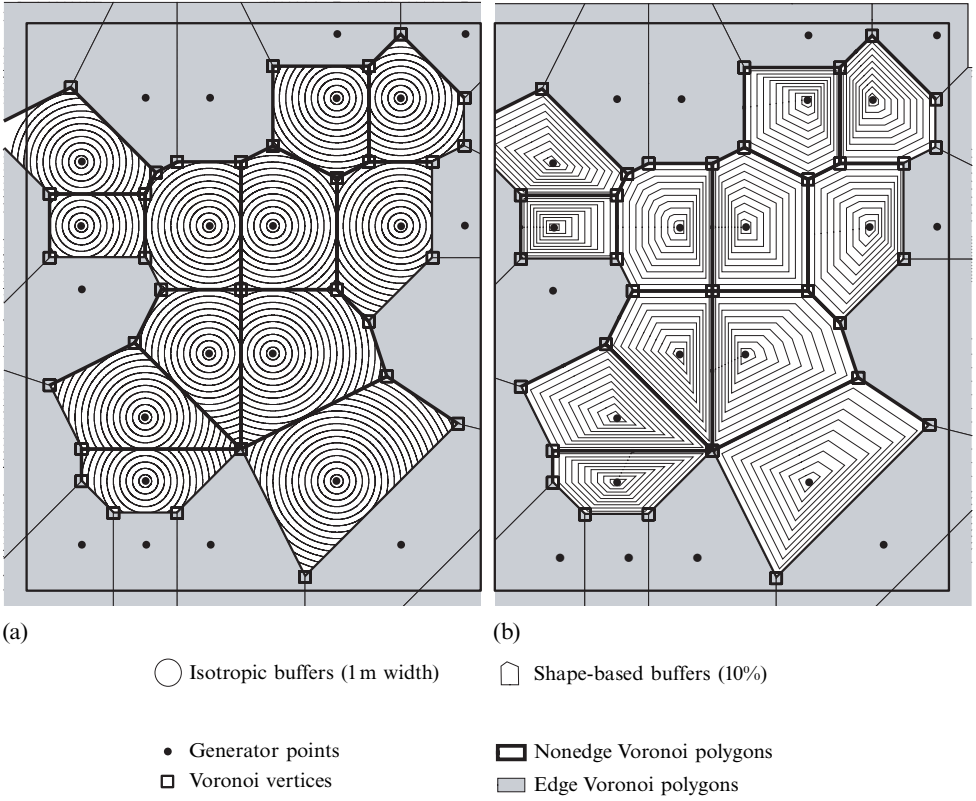 (a)
(b)
Isotropic buffers (1 m width)
Shape-based buffers (10%)
Generator points
Nonedge Voronoi polygons
Voronoi vertices
Edge Voronoi polygons